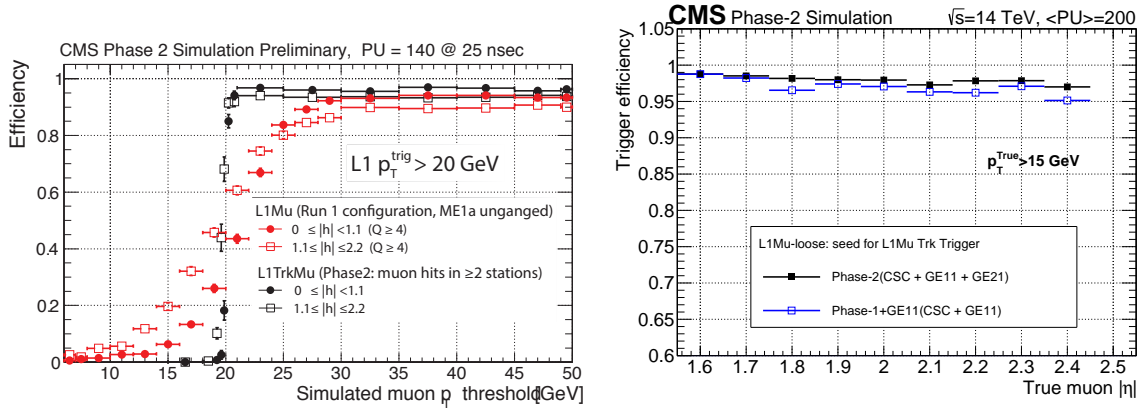 CMS Phase 2 Simulation Preliminary, PU = 140 @ 25 nsec
Efficiency
1
0.8
0.6
0.4
0.2
0
L1 p_T^trig > 20 GeV
L1Mu (Run 1 configuration, ME1a unganged)
0 ≤ |h| <1.1 (Q ≥ 4)
1.1≤ |h| ≤2.2 (Q ≥ 4)
L1TrkMu (Phase2: muon hits in ≥2 stations)
0 ≤ |h| <1.1
1.1≤ |h| ≤2.2
10 15 20 25 30 35 40 45 50
Simulated muon p_T threshold[GeV]
CMS Phase-2 Simulation √s=14 TeV, <PU>=200
Trigger efficiency
1.05
1
0.95
0.9
0.85
0.8
0.75
0.7
0.65
0.6
p_T^True>15 GeV
L1Mu-loose: seed for L1Mu Trk Trigger
Phase-2(CSC + GE11 + GE21)
Phase-1+GE11(CSC + GE11)
1.6 1.7 1.8 1.9 2.0 2.1 2.2 2.3 2.4 2.5
True muon |η|